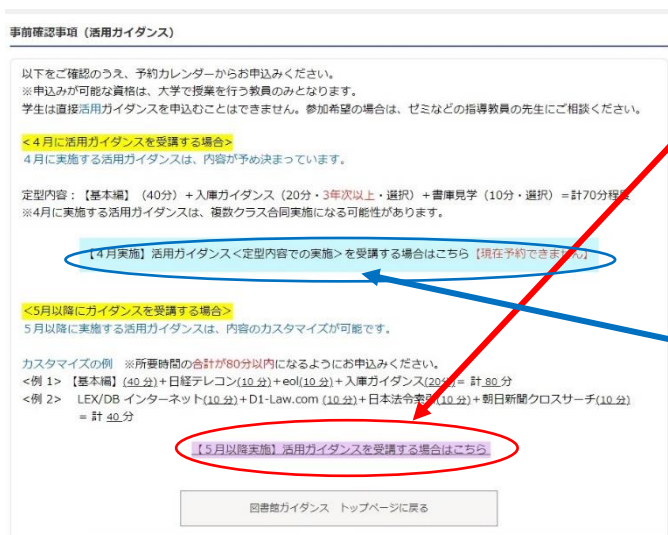 事前確認事項（活用ガイダンス）
以下をご確認のうえ、予約カレンダーからお申込みください。
※申込みが可能な資格は、大学で授業を行う教員のみとなります。
学生は直接活用ガイダンスを申込むことはできません。参加希望の場合は、ゼミなどの指導教員の先生にご相談ください。
<４月に活用ガイダンスを受講する場合>
４月に実施する活用ガイダンスは、内容が予め決まっています。
定型内容：【基本編】（40分）＋入庫ガイダンス（20分・3年次以上・選択）＋書庫見学（10分・選択）＝計70分程度
※4月に実施する活用ガイダンスは、複数クラス合同実施になる可能性があります。
【４月実施】活用ガイダンス＜定型内容での実施＞を受講する場合はこちら【現在予約できません】
<5月以降にガイダンスを受講する場合>
５月以降に実施する活用ガイダンスは、内容のカスタマイズが可能です。
カスタマイズの例　※所要時間の合計が80分以内になるようにお申込みください。
<例 1> 【基本編】(40 分)＋日経テレコン(10 分)＋eol(10 分)＋入庫ガイダンス(20分)= 計 80 分
<例 2> LEX/DB インターネット(10 分)＋D1-Law.com (10 分)＋日本法令索引(10 分)＋朝日新聞クロスサーチ(10 分)
= 計 40 分
【５月以降実施】活用ガイダンスを受講する場合はこちら
図書館ガイダンス　トップページに戻る